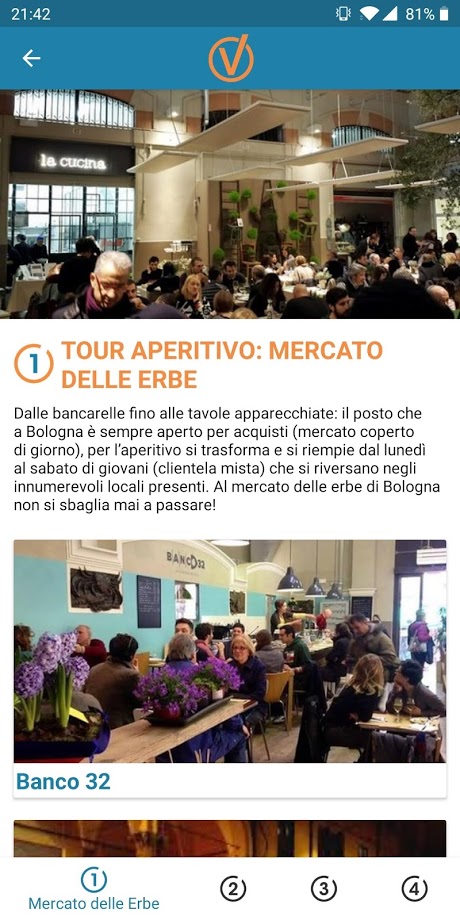 21:42
81%
la cucina
1
TOUR APERITIVO: MERCATO
DELLE ERBE
Dalle bancarelle fino alle tavole apparecchiate: il posto che
a Bologna è sempre aperto per acquisti (mercato coperto
di giorno), per l'aperitivo si trasforma e si riempie dal lunedì
al sabato di giovani (clientela mista) che si riversano negli
innumerevoli locali presenti. Al mercato delle erbe di Bologna
non si sbaglia mai a passare!
BANCO32
Banco 32
1
Mercato delle Erbe
2
3
4